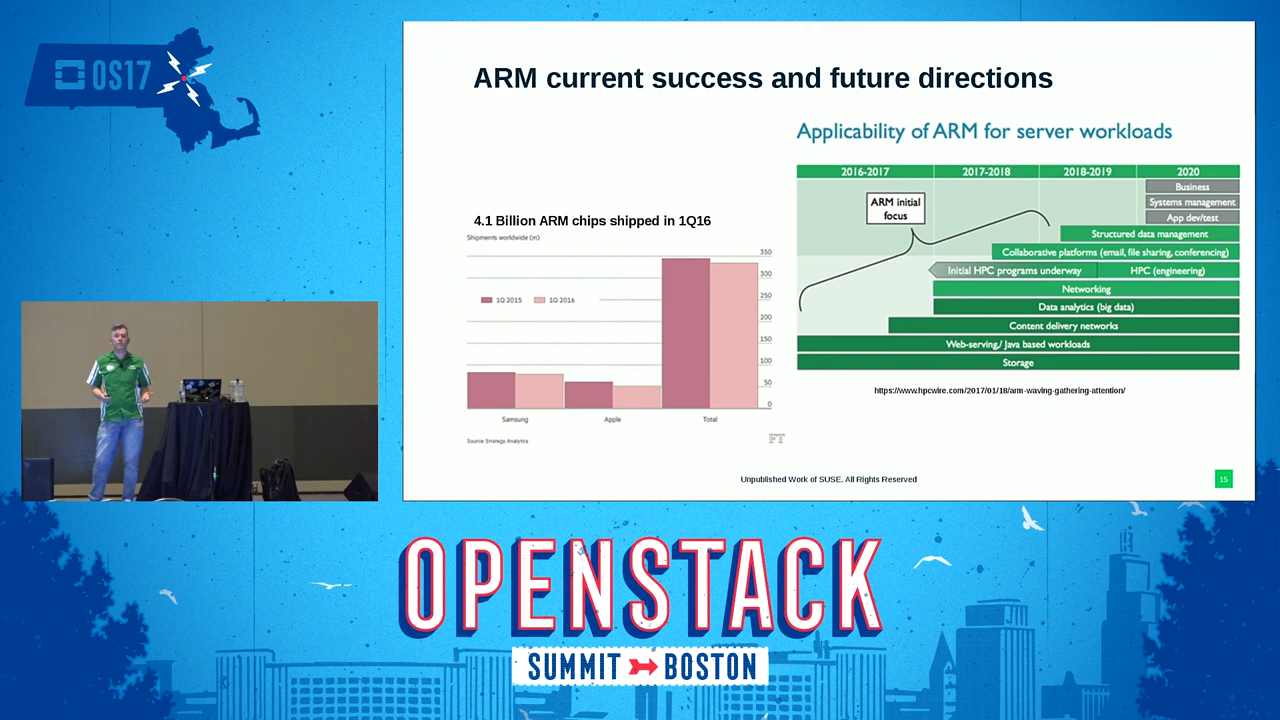 OS17
ARM current success and future directions
Applicability of ARM for server workloads
2016-2017 2017-2018 2018-2019 2020
ARM initial
focus
Business
Systems management
App dev/test
Structured data management
Collaborative platforms (email, file sharing, conferencing)
Initial HPC programs underway HPC (engineering)
Networking
Data analytics (big data)
Content delivery networks
Web-serving/ Java based workloads
Storage
https://www.hpcwire.com/2017/01/18/arm-waving-gathering-attention/
4.1 Billion ARM chips shipped in 1Q16
Shipments worldwide (m)
350
300
250
200
150
100
50
0
1Q 2015 1Q 2016
Samsung Apple Total
Source: Strategy Analytics
FT
Unpublished Work of SUSE. All Rights Reserved
15
OPENSTACK
SUMMIT BOSTON